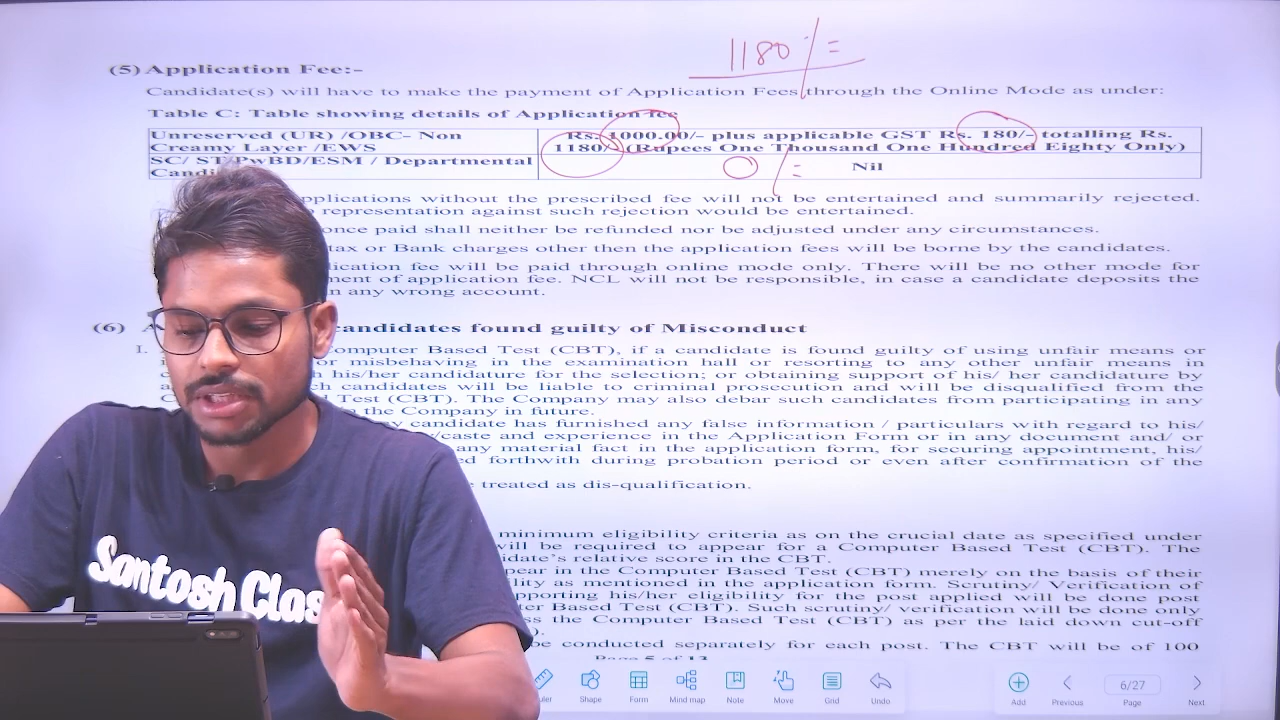 1180/=
(5) Application Fee:-
Candidate(s) will have to make the payment of Application Fees through the Online Mode as under:
Table C: Table showing details of Application fee
Unreserved (UR) /OBC- Non Creamy Layer /EWS
Rs. 1000.00/- plus applicable GST Rs. 180/- totalling Rs.
1180/- (Rupees One Thousand One Hundred Eighty Only)
SC/ ST/PwBD/ESM / Departmental
0/= Nil
plications without the prescribed fee will not be entertained and summarily rejected.
representation against such rejection would be entertained.
once paid shall neither be refunded nor be adjusted under any circumstances.
tax or Bank charges other then the application fees will be borne by the candidates.
ication fee will be paid through online mode only. There will be no other mode for
ment of application fee. NCL will not be responsible, in case a candidate deposits the
n any wrong account.
(6) candidates found guilty of Misconduct
I. omputer Based Test (CBT), if a candidate is found guilty of using unfair means or
or misbehaving in the examination hall or resorting to any other unfair means in
his/her candidature for the selection; or obtaining support of his/ her candidature by
ch candidates will be liable to criminal prosecution and will be disqualified from the
Test (CBT). The Company may also debar such candidates from participating in any
in the Company in future.
y candidate has furnished any false information / particulars with regard to his/
/caste and experience in the Application Form or in any document and/ or
any material fact in the application form, for securing appointment, his/
ed forthwith during probation period or even after confirmation of the
treated as dis-qualification.
minimum eligibility criteria as on the crucial date as specified under
will be required to appear for a Computer Based Test (CBT). The
idate's relative score in the CBT.
pear in the Computer Based Test (CBT) merely on the basis of their
lity as mentioned in the application form. Scrutiny/ Verification of
pporting his/her eligibility for the post applied will be done post
ter Based Test (CBT). Such scrutiny/verification will be done only
ss the Computer Based Test (CBT) as per the laid down cut-off
).
be conducted separately for each post. The CBT will be of 100
Page 5 of 13
Santosh Clas
uler Shape Form Mind map Note Move Grid Undo Add Previous 6/27 Page Next